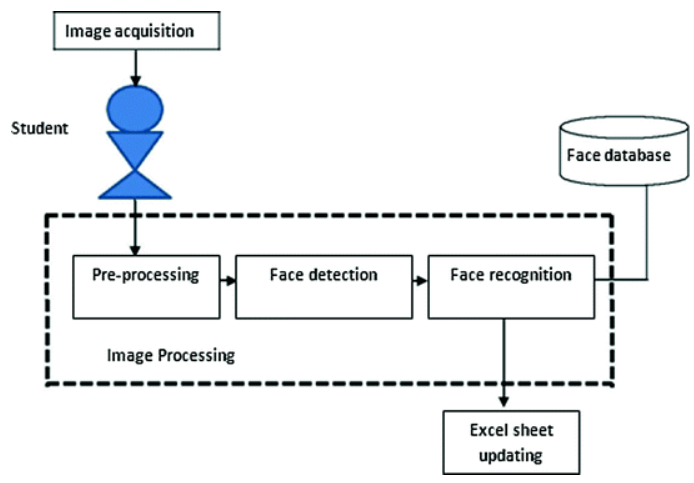 Image acquisition
Student
Face database
Pre-processing
Face detection
Face recognition
Image Processing
Excel sheet
updating